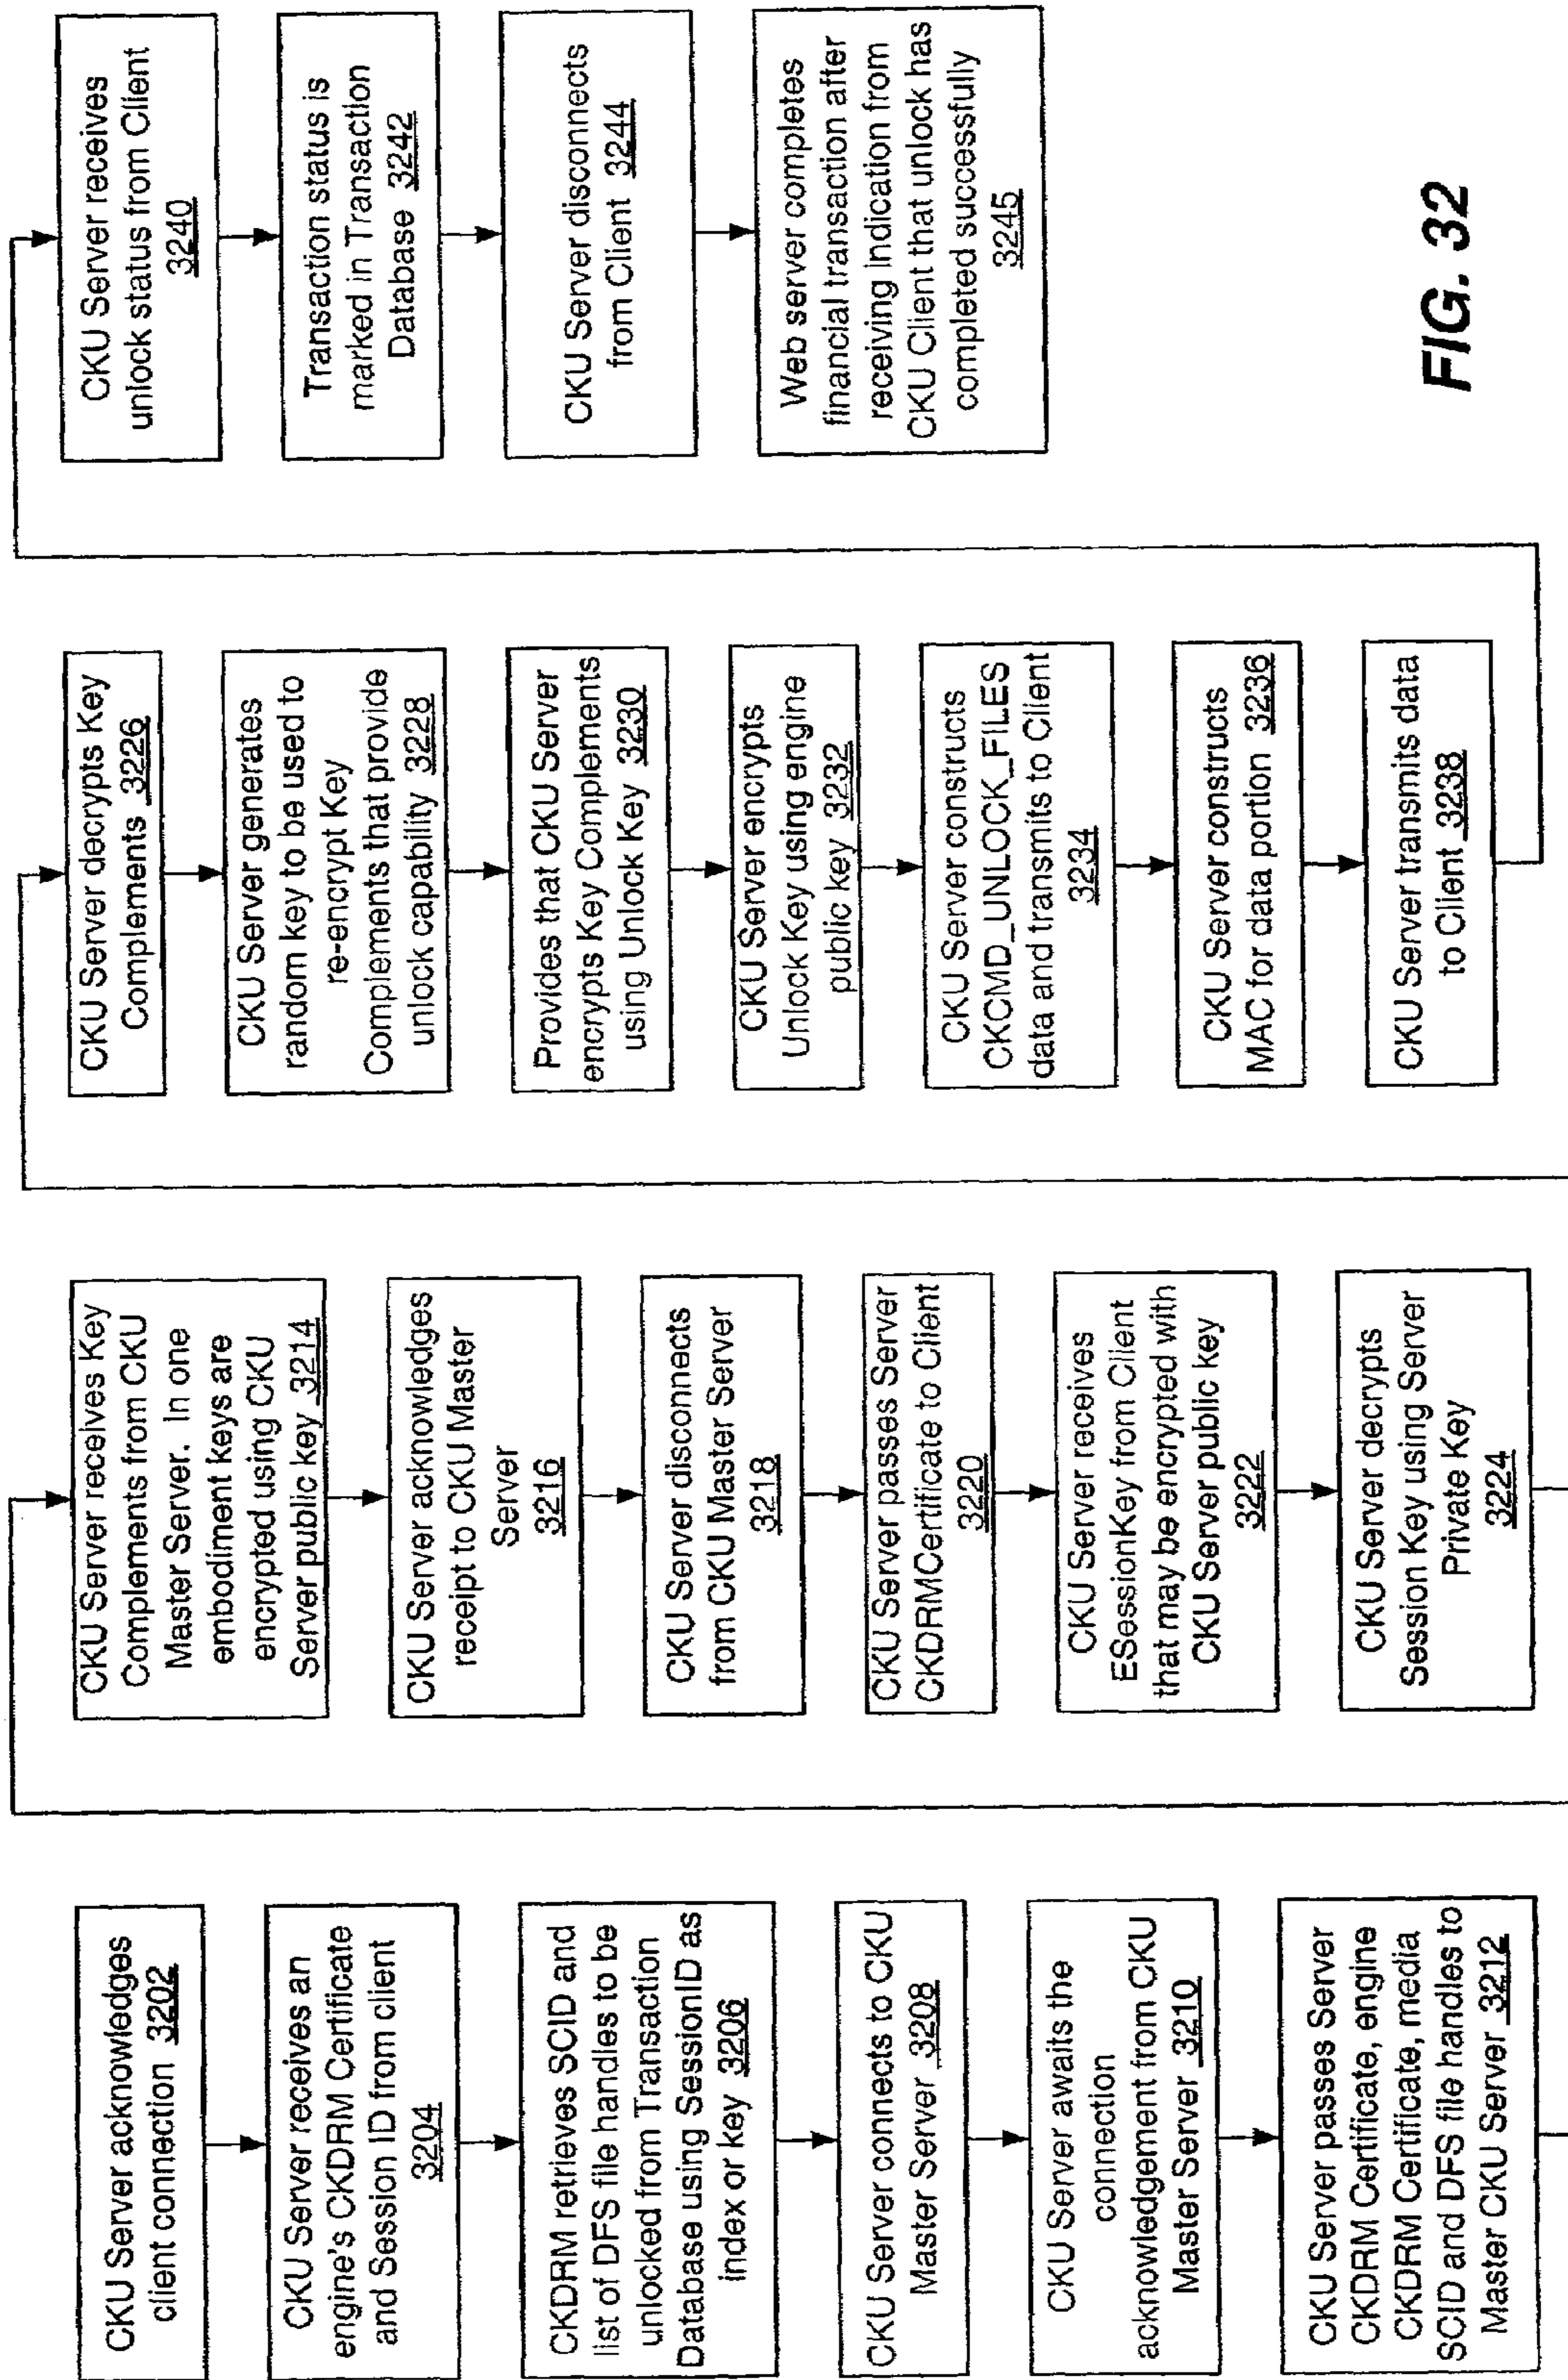 CKU Server acknowledges
client connection 3202
CKU Server receives an
engine's CKDRM Certificate
and Session ID from client
3204
CKDRM retrieves SCID and
list of DFS file handles to be
unlocked from Transaction
Database using SessionID as
index or key 3206
CKU Server connects to CKU
Master Server 3208
CKU Server awaits the
connection
acknowledgement from CKU
Master Server 3210
CKU Server passes Server
CKDRM Certificate, engine
CKDRM Certificate, media
SCID and DFS file handles to
Master CKU Server 3212
CKU Server receives Key
Complements from CKU
Master Server. In one
embodiment keys are
encrypted using CKU
Server public key 3214
CKU Server acknowledges
receipt to CKU Master
Server
3216
CKU Server disconnects
from CKU Master Server
3218
CKU Server passes Server
CKDRMCertificate to Client
3220
CKU Server receives
ESessionKey from Client
that may be encrypted with
CKU Server public key
3222
CKU Server decrypts
Session Key using Server
Private Key
3224
CKU Server decrypts Key
Complements 3226
CKU Server generates
random key to be used to
re-encrypt Key
Complements that provide
unlock capability 3228
Provides that CKU Server
encrypts Key Complements
using Unlock Key 3230
CKU Server encrypts
Unlock Key using engine
public key 3232
CKU Server constructs
CKCMD_UNLOCK_FILES
data and transmits to Client
3234
CKU Server constructs
MAC for data portion 3236
CKU Server transmits data
to Client 3238
CKU Server receives
unlock status from Client
3240
Transaction status is
marked in Transaction
Database 3242
CKU Server disconnects
from Client 3244
Web server completes
financial transaction after
receiving Indication from
CKU Client that unlock has
completed successfully
3245
FIG. 32